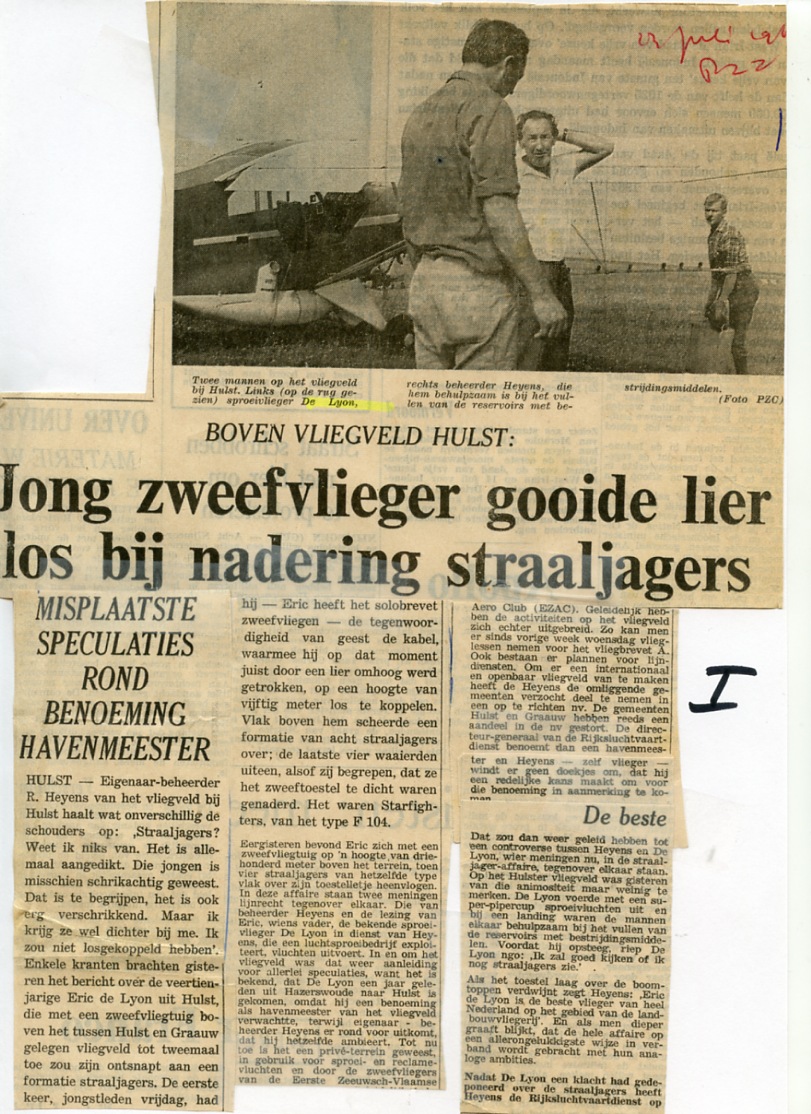 23 juli 19
PZZ
Twee mannen op het vliegveld
bij Hulst. Links (op de rug ge-
zien) sproeivlieger De Lyon,
rechts beheerder Heyens, die
hem behulpzaam is bij het vul-
len van de reservoirs met be-
strijdingsmiddelen.
(Foto PZC)
BOVEN VLIEGVELD HULST:
Jong zweefvlieger gooide lier
los bij nadering straaljagers
MISPLAATSTE
SPECULATIES
ROND
BENOEMING
HAVENMEESTER
HULST — Eigenaar-beheerder
R. Heyens van het vliegveld bij
Hulst haalt wat onverschillig de
schouders op: ‚Straaljagers?
Weet ik niks van. Het is alle-
maal aangedikt. Die jongen is
misschien schrikachtig geweest.
Dat is te begrijpen, het is ook
erg verschrikkend. Maar ik
krijg ze wel dichter bij me. Ik
zou niet losgekoppeld hebben’.
Enkele kranten brachten giste-
ren het bericht over de veertien-
jarige Eric de Lyon uit Hulst,
die met een zweefvliegtuig bo-
ven het tussen Hulst en Graauw
gelegen vliegveld tot tweemaal
toe zou zijn ontsnapt aan een
formatie straaljagers. De eerste
keer, jongstleden vrijdag, had
hij — Eric heeft het solobrevet
zweefvliegen — de tegenwoor-
digheid van geest de kabel,
waarmee hij op dat moment
juist door een lier omhoog werd
getrokken, op een hoogte van
vijftig meter los te koppelen.
Vlak boven hem scheerde een
formatie van acht straaljagers
over; de laatste vier waaierden
uiteen, alsof zij begrepen, dat ze
het zweeftoestel te dicht waren
genaderd. Het waren Starfigh-
ters, van het type F 104.
Eergisteren bevond Eric zich met een
zweefvliegtuig op 'n hoogte van drie-
honderd meter boven het terrein, toen
vier straaljagers van hetzelfde type
vlak over zijn toestelletje heenvlogen.
In deze affaire staan twee meningen
lijnrecht tegenover elkaar. Die van
beheerder Heyens en de lezing van
Eric, wiens vader, de bekende sproei-
vlieger De Lyon in dienst van Hey-
ens, die een luchtsproeibedrijf exploi-
teert, vluchten uitvoert. In en om het
vliegveld was dat weer aanleiding
voor allerlei speculaties, want het is
bekend, dat De Lyon een jaar gele-
den uit Hazerswoude naar Hulst is
gekomen, omdat hij een benoeming
als havenmeester van het vliegveld
verwachtte, terwijl eigenaar - be-
heerder Heyens er rond voor uitkomt,
dat hij hetzelfde ambieert. Tot nu
toe is het een privé-terrein geweest,
in gebruik voor sproei- en reclame-
vluchten en door de zweefvliegers
van de Eerste Zeeuwsch-Vlaamse
Aero Club (EZAC). Geleidelijk heb-
ben de activiteiten op het vliegveld
zich echter uitgebreid. Zo kan men
er sinds vorige week woensdag vlieg-
lessen nemen voor het vliegbrevet A.
Ook bestaan er plannen voor lijn-
diensten. Om er een internationaal
en openbaar vliegveld van te maken
heeft de Heyens de omliggende ge-
meenten verzocht deel te nemen in
een op te richten nv. De gemeenten
Hulst en Graauw hebben reeds een
aandeel in de nv gestort. De direc-
teur-generaal van de Rijksluchtvaart-
dienst benoemt dan een havenmees-
ter en Heyens — zelf vlieger —
windt er geen doekjes om, dat hij
een redelijke kans maakt om voor
die benoeming in aanmerking te ko-
men.
I
De beste
Dat zou dan weer geleid hebben tot
een controverse tussen Heyens en De
Lyon, wier meningen nu, in de straal-
jager-affaire, tegenover elkaar staan.
Op het Hulster vliegveld was gisteren
van die animositeit maar weinig te
merken. De Lyon voerde met een su-
per-pipercup sproeivluchten uit en
bij een landing waren de mannen
elkaar behulpzaam bij het vullen van
de reservoirs met bestrijdingsmidde-
len. Voordat hij opsteeg, riep De
Lyon ngo: ‚Ik zal goed kijken of ik
nog straaljagers zie.’
Als het toestel laag over de boom-
toppen verdwijnt zegt Heyens: ‚Eric
de Lyon is de beste vlieger van heel
Nederland op het gebied van de land-
bouwvliegerij’. En als men dieper
graaft blijkt, dat de hele affaire op
een allerongelukkigste wijze in ver-
band wordt gebracht met hun ana-
loge ambities.
Nadat De Lyon een klacht had gede-
poneerd over de straaljagers heeft
Heyens de Rijksluchtvaartdienst op